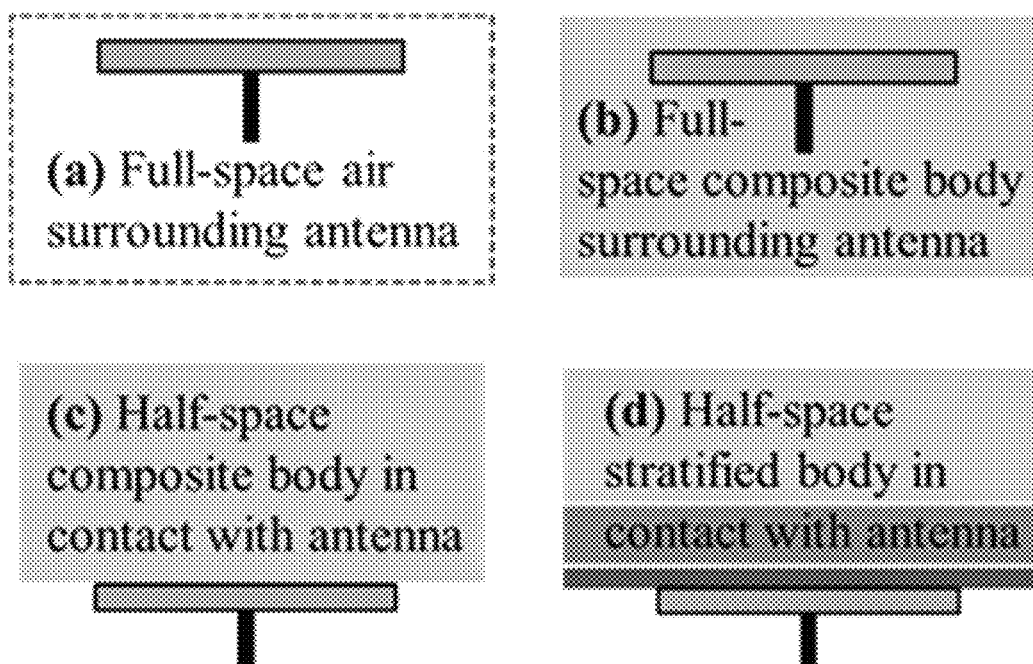 (a) Full-space air
surrounding antenna
(b) Full-
space composite body
surrounding antenna
(c) Half-space
composite body in
contact with antenna
(d) Half-space
stratified body in
contact with antenna